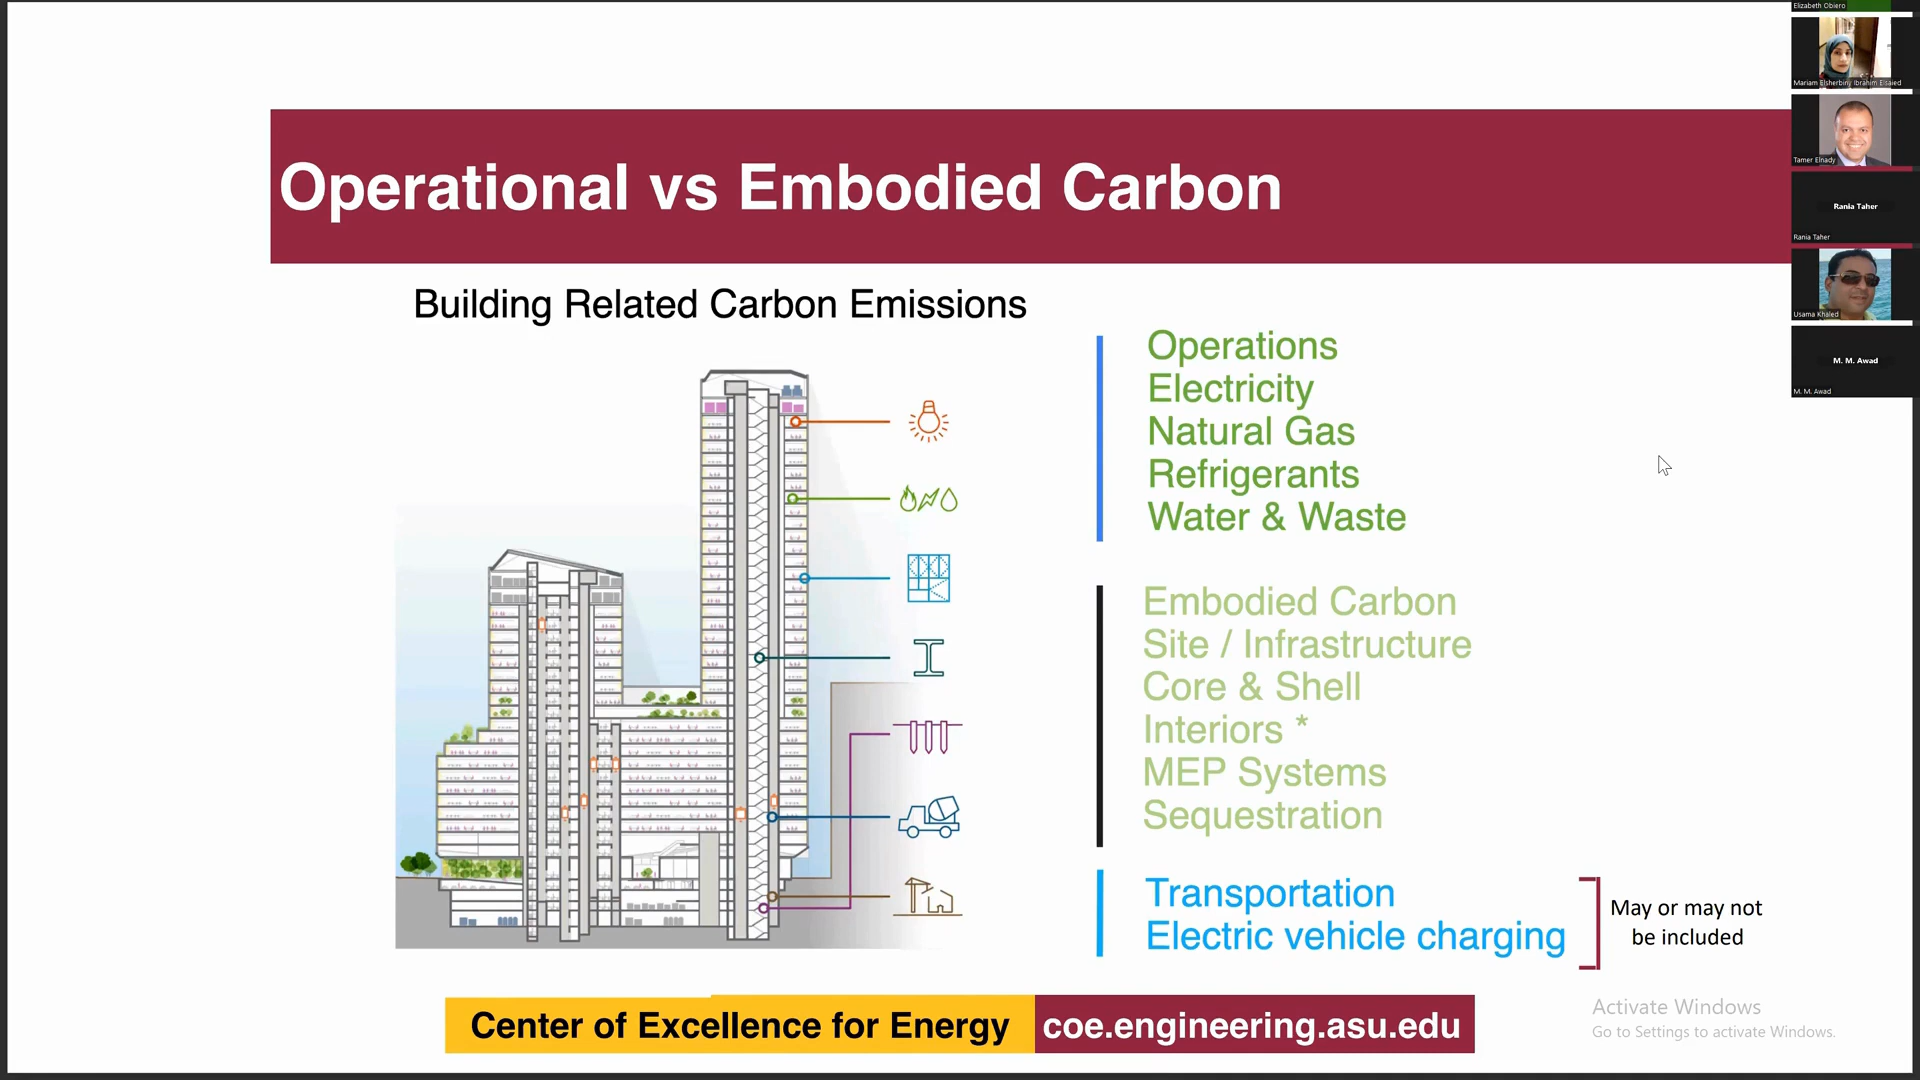 Operational vs Embodied Carbon
Building Related Carbon Emissions
Operations
Electricity
Natural Gas
Refrigerants
Water & Waste
Embodied Carbon
Site / Infrastructure
Core & Shell
Interiors *
MEP Systems
Sequestration
Transportation
Electric vehicle charging
May or may not
be included
Center of Excellence for Energy
coe.engineering.asu.edu
Activate Windows
Go to Settings to activate Windows.
Elizabeth Obiero
Mariam Elsherbiny Ibrahim Elsaied
Tamer Elnady
Rania Taher
Rania Taher
Usama Khaled
M. M. Awad
M. M. Awad